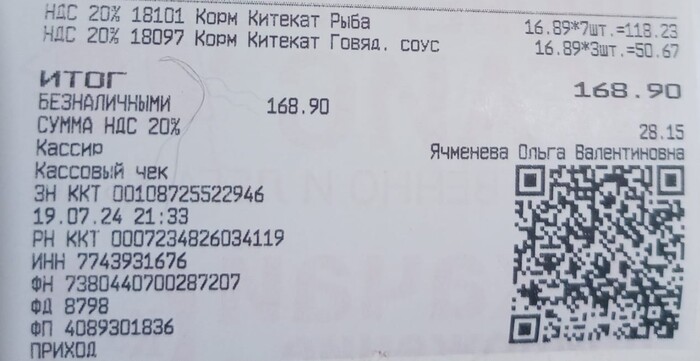 НДС 20% 18101 Корм Китекат Рыба 16.89*7шт.=118.23
НДС 20% 18097 Корм Китекат Говяд. соус 16.89*3шт.=50.67
ИТОГ 168.90
БЕЗНАЛИЧНЫМИ 168.90
СУММА НДС 20% 28.15
Кассир Ячменева Ольга Валентиновна
Кассовый чек
ЗН ККТ 00108725522946
19.07.24 21:33
РН ККТ 0007234826034119
ИНН 7743931676
ФН 7380440700287207
ФД 8798
ФП 4089301836
ПРИХОД